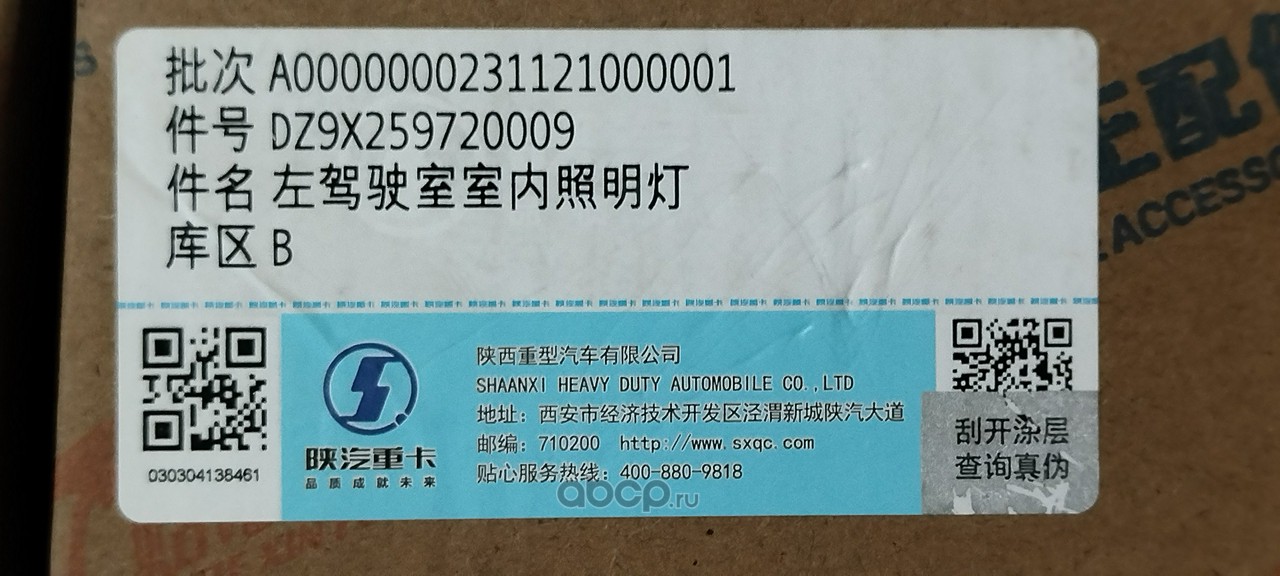 批次 A0000000231121000001
件号 DZ9X259720009
件名 左驾驶室室内照明灯
库区 B
陕西重型汽车有限公司
SHAANXI HEAVY DUTY AUTOMOBILE CO.,LTD
地址：西安市经济技术开发区泾渭新城陕汽大道
邮编：710200 http://www.sxqc.com
贴心服务热线：400-880-9818
陕汽重卡
品质成就未来
030304138461
刮开涂层
查询真伪
ACCESSO
abcp.ru